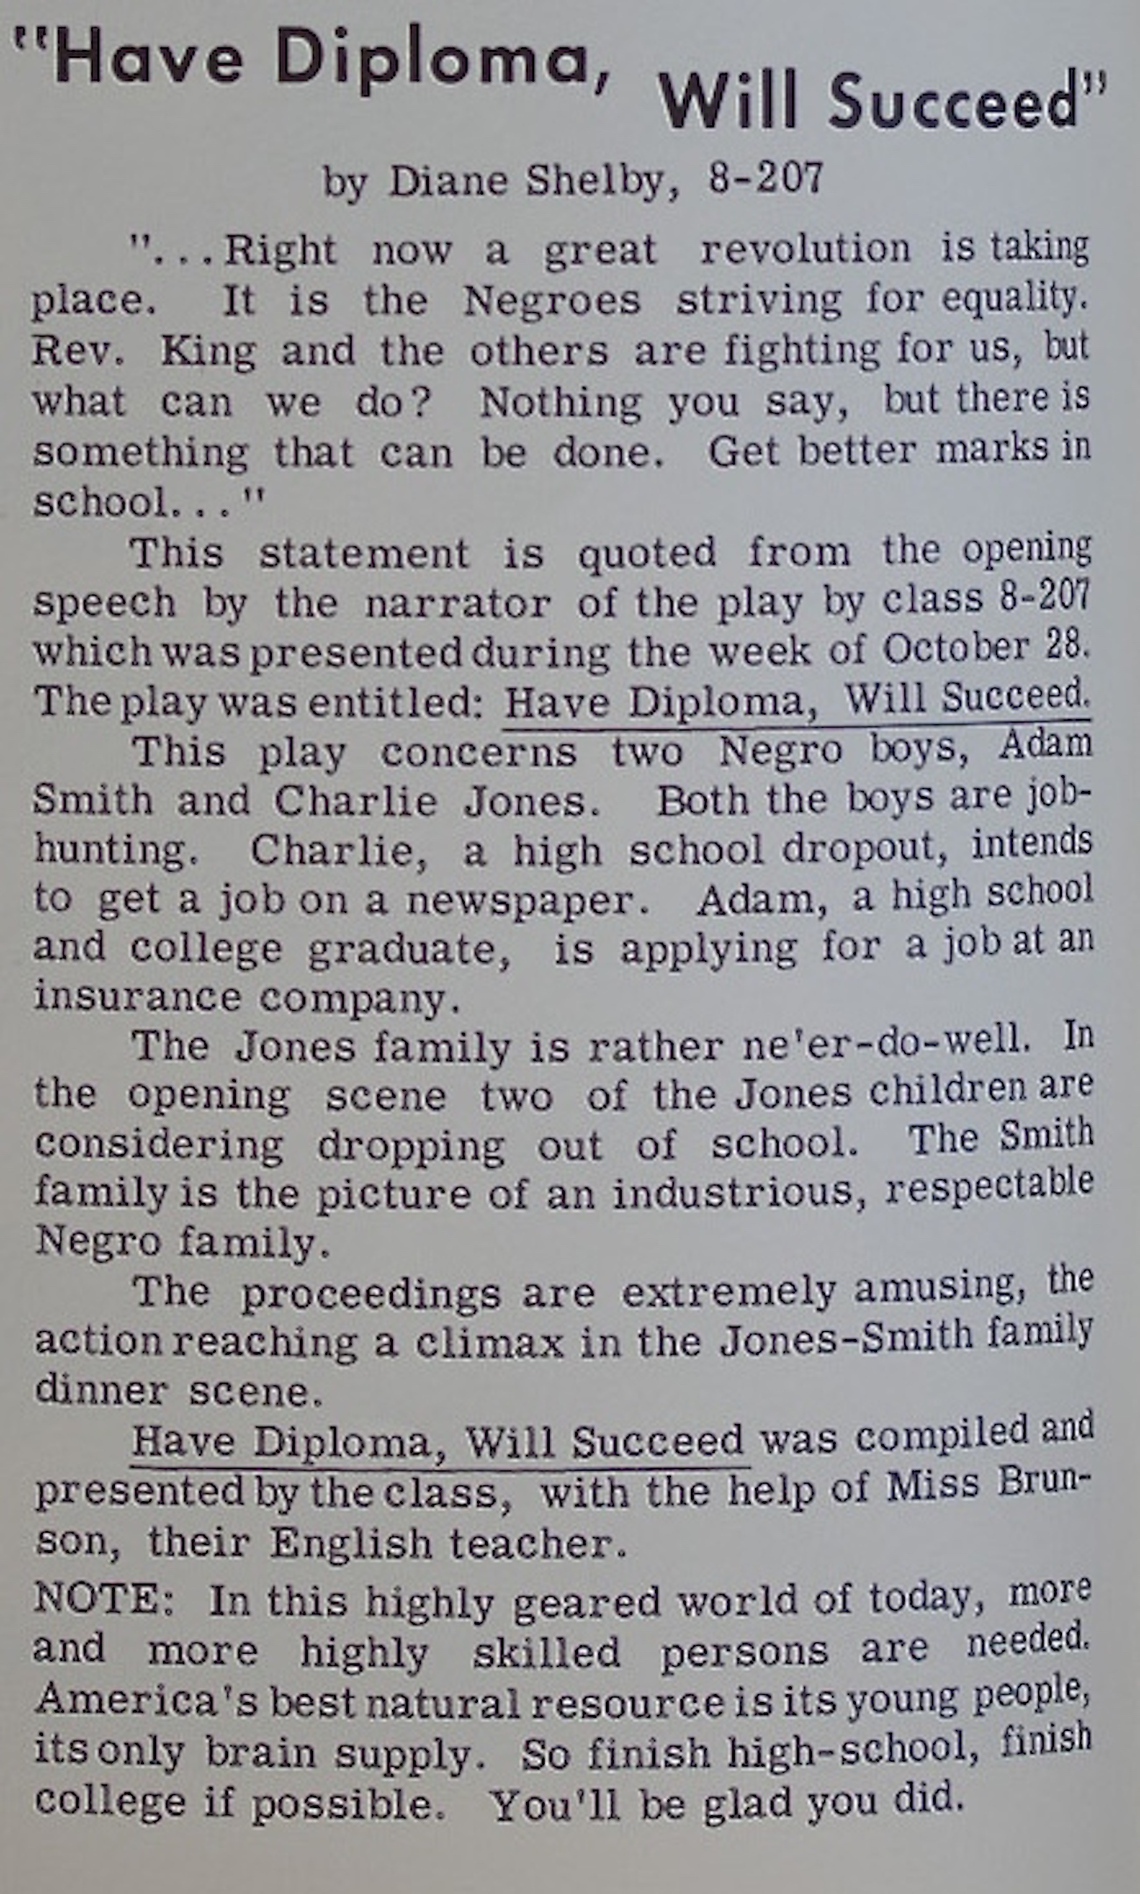 "Have Diploma, Will Succeed"
by Diane Shelby, 8-207
"...Right now a great revolution is taking
place. It is the Negroes striving for equality.
Rev. King and the others are fighting for us, but
what can we do? Nothing you say, but there is
something that can be done. Get better marks in
school..."
This statement is quoted from the opening
speech by the narrator of the play by class 8-207
which was presented during the week of October 28.
The play was entitled: Have Diploma, Will Succeed.
This play concerns two Negro boys, Adam
Smith and Charlie Jones. Both the boys are job-
hunting. Charlie, a high school dropout, intends
to get a job on a newspaper. Adam, a high school
and college graduate, is applying for a job at an
insurance company.
The Jones family is rather ne'er-do-well. In
the opening scene two of the Jones children are
considering dropping out of school. The Smith
family is the picture of an industrious, respectable
Negro family.
The proceedings are extremely amusing, the
action reaching a climax in the Jones-Smith family
dinner scene.
Have Diploma, Will Succeed was compiled and
presented by the class, with the help of Miss Brun-
son, their English teacher.
NOTE: In this highly geared world of today, more
and more highly skilled persons are needed.
America's best natural resource is its young people,
its only brain supply. So finish high-school, finish
college if possible. You'll be glad you did.